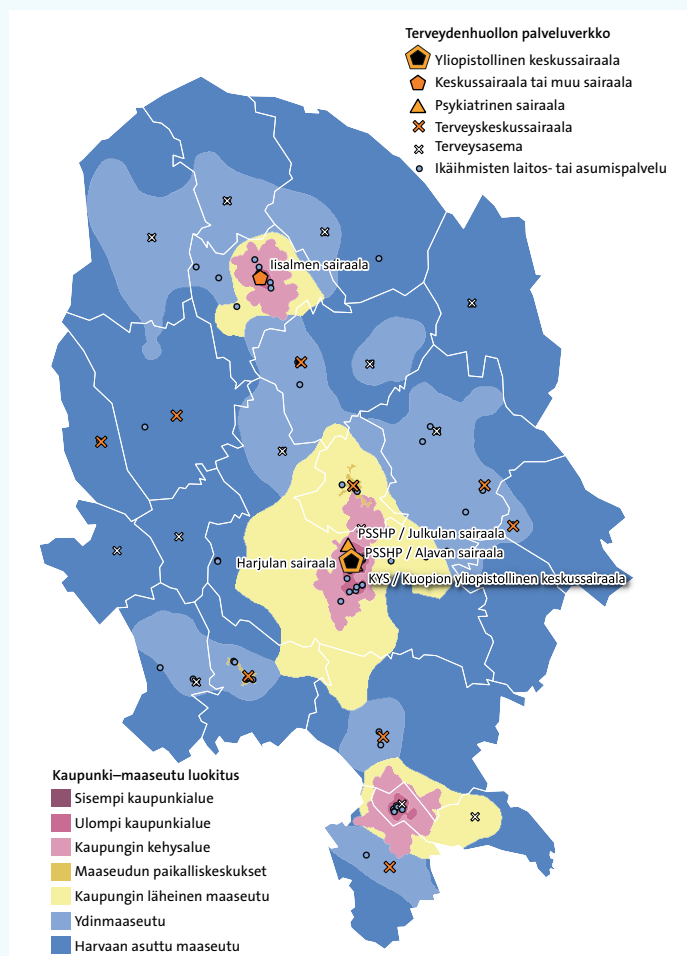 Terveydenhuollon palveluverkko
Yliopistollinen keskussairaala
Keskussairaala tai muu sairaala
Psykiatrinen sairaala
Terveyskeskussairaala
Terveysasema
Ikäihmisten laitos- tai asumispalvelu
Iisalmen sairaala
PSSHP / Julkulan sairaala
PSSHP / Alavan sairaala
Harjulan sairaala
KYS / Kuopion yliopistollinen keskussairaala
Kaupunki–maaseutu luokitus
Sisempi kaupunkialue
Ulompi kaupunkialue
Kaupungin kehysalue
Maaseudun paikalliskeskukset
Kaupungin läheinen maaseutu
Ydinmaaseutu
Harvaan asuttu maaseutu